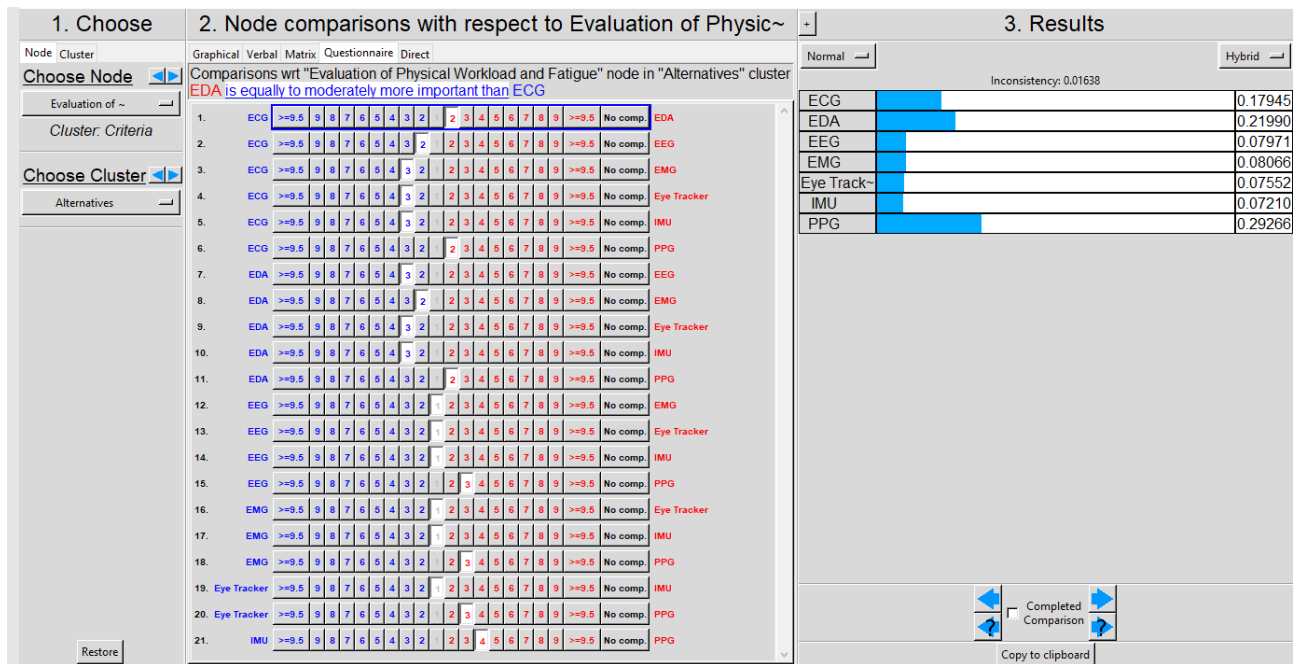 1. Choose
Node Cluster
Choose Node
Evaluation of ~
Cluster: Criteria
Choose Cluster
Alternatives
Restore
2. Node comparisons with respect to Evaluation of Physic~
Graphical Verbal Matrix Questionnaire Direct
Comparisons wrt "Evaluation of Physical Workload and Fatigue" node in "Alternatives" cluster
EDA is equally to moderately more important than ECG
1. ECG >=9.5 9 8 7 6 5 4 3 2 1 2 3 4 5 6 7 8 9 >=9.5 No comp. EDA
2. ECG >=9.5 9 8 7 6 5 4 3 2 1 2 3 4 5 6 7 8 9 >=9.5 No comp. EEG
3. ECG >=9.5 9 8 7 6 5 4 3 2 1 2 3 4 5 6 7 8 9 >=9.5 No comp. EMG
4. ECG >=9.5 9 8 7 6 5 4 3 2 1 2 3 4 5 6 7 8 9 >=9.5 No comp. Eye Tracker
5. ECG >=9.5 9 8 7 6 5 4 3 2 1 2 3 4 5 6 7 8 9 >=9.5 No comp. IMU
6. ECG >=9.5 9 8 7 6 5 4 3 2 1 2 3 4 5 6 7 8 9 >=9.5 No comp. PPG
7. EDA >=9.5 9 8 7 6 5 4 3 2 1 2 3 4 5 6 7 8 9 >=9.5 No comp. EEG
8. EDA >=9.5 9 8 7 6 5 4 3 2 1 2 3 4 5 6 7 8 9 >=9.5 No comp. EMG
9. EDA >=9.5 9 8 7 6 5 4 3 2 1 2 3 4 5 6 7 8 9 >=9.5 No comp. Eye Tracker
10. EDA >=9.5 9 8 7 6 5 4 3 2 1 2 3 4 5 6 7 8 9 >=9.5 No comp. IMU
11. EDA >=9.5 9 8 7 6 5 4 3 2 1 2 3 4 5 6 7 8 9 >=9.5 No comp. PPG
12. EEG >=9.5 9 8 7 6 5 4 3 2 1 2 3 4 5 6 7 8 9 >=9.5 No comp. EMG
13. EEG >=9.5 9 8 7 6 5 4 3 2 1 2 3 4 5 6 7 8 9 >=9.5 No comp. Eye Tracker
14. EEG >=9.5 9 8 7 6 5 4 3 2 1 2 3 4 5 6 7 8 9 >=9.5 No comp. IMU
15. EEG >=9.5 9 8 7 6 5 4 3 2 1 2 3 4 5 6 7 8 9 >=9.5 No comp. PPG
16. EMG >=9.5 9 8 7 6 5 4 3 2 1 2 3 4 5 6 7 8 9 >=9.5 No comp. Eye Tracker
17. EMG >=9.5 9 8 7 6 5 4 3 2 1 2 3 4 5 6 7 8 9 >=9.5 No comp. IMU
18. EMG >=9.5 9 8 7 6 5 4 3 2 1 2 3 4 5 6 7 8 9 >=9.5 No comp. PPG
19. Eye Tracker >=9.5 9 8 7 6 5 4 3 2 1 2 3 4 5 6 7 8 9 >=9.5 No comp. IMU
20. Eye Tracker >=9.5 9 8 7 6 5 4 3 2 1 2 3 4 5 6 7 8 9 >=9.5 No comp. PPG
21. IMU >=9.5 9 8 7 6 5 4 3 2 1 2 3 4 5 6 7 8 9 >=9.5 No comp. PPG
+ 3. Results
Normal Hybrid
Inconsistency: 0.01638
ECG 0.17945
EDA 0.21990
EEG 0.07971
EMG 0.08066
Eye Track~ 0.07552
IMU 0.07210
PPG 0.29266
Completed
Comparison
?
?
Copy to clipboard